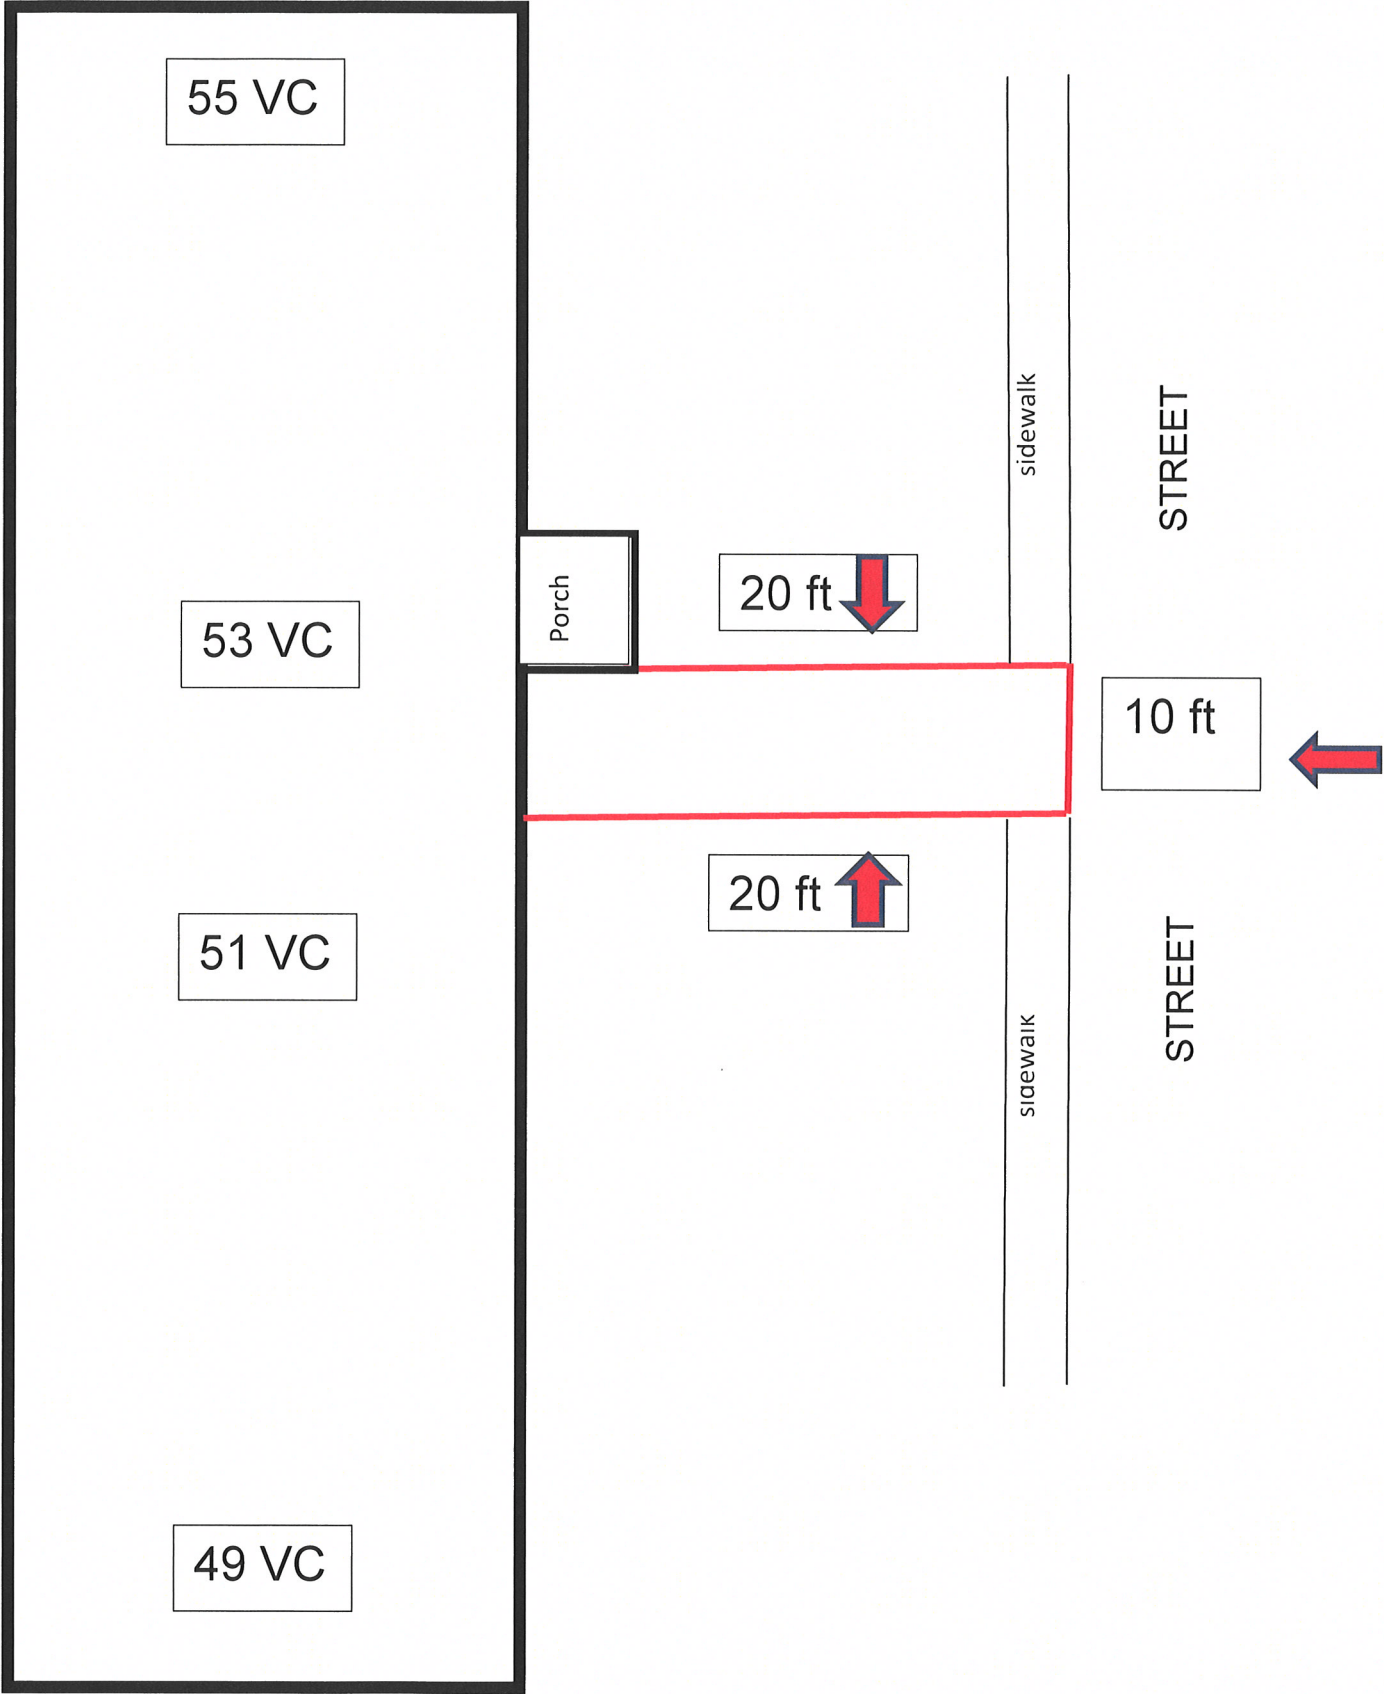 55 VC
sidewalk
STREET
Porch
20 ft
53 VC
10 ft
20 ft
51 VC
STREET
sidewalk
49 VC